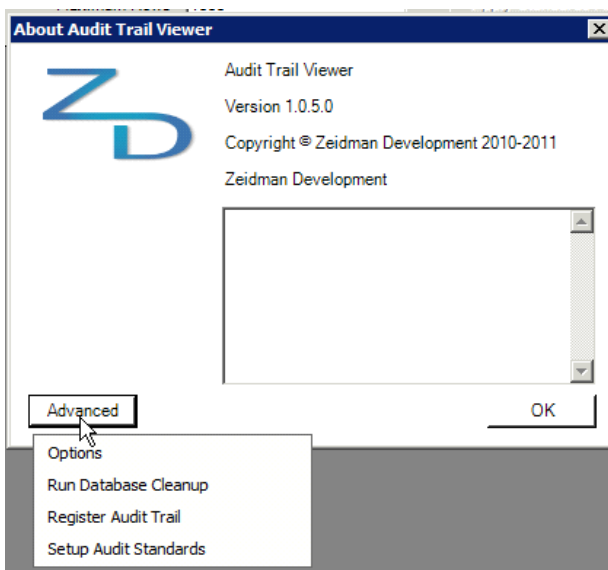 About Audit Trail Viewer
ZD
Audit Trail Viewer
Version 1.0.5.0
Copyright © Zeidman Development 2010-2011
Zeidman Development
Advanced
OK
Options
Run Database Cleanup
Register Audit Trail
Setup Audit Standards